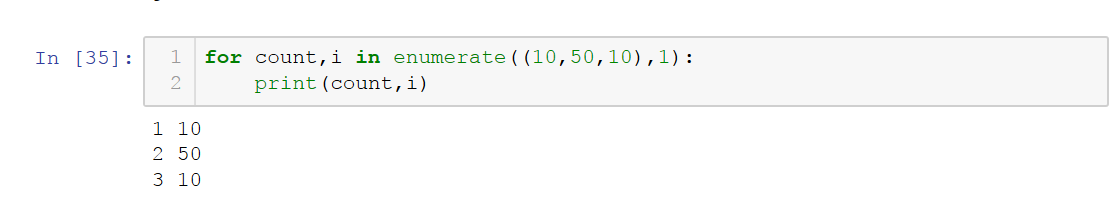 In [35]:
1 for count,i in enumerate((10,50,10),1):
2     print(count,i)
1 10
2 50
3 10